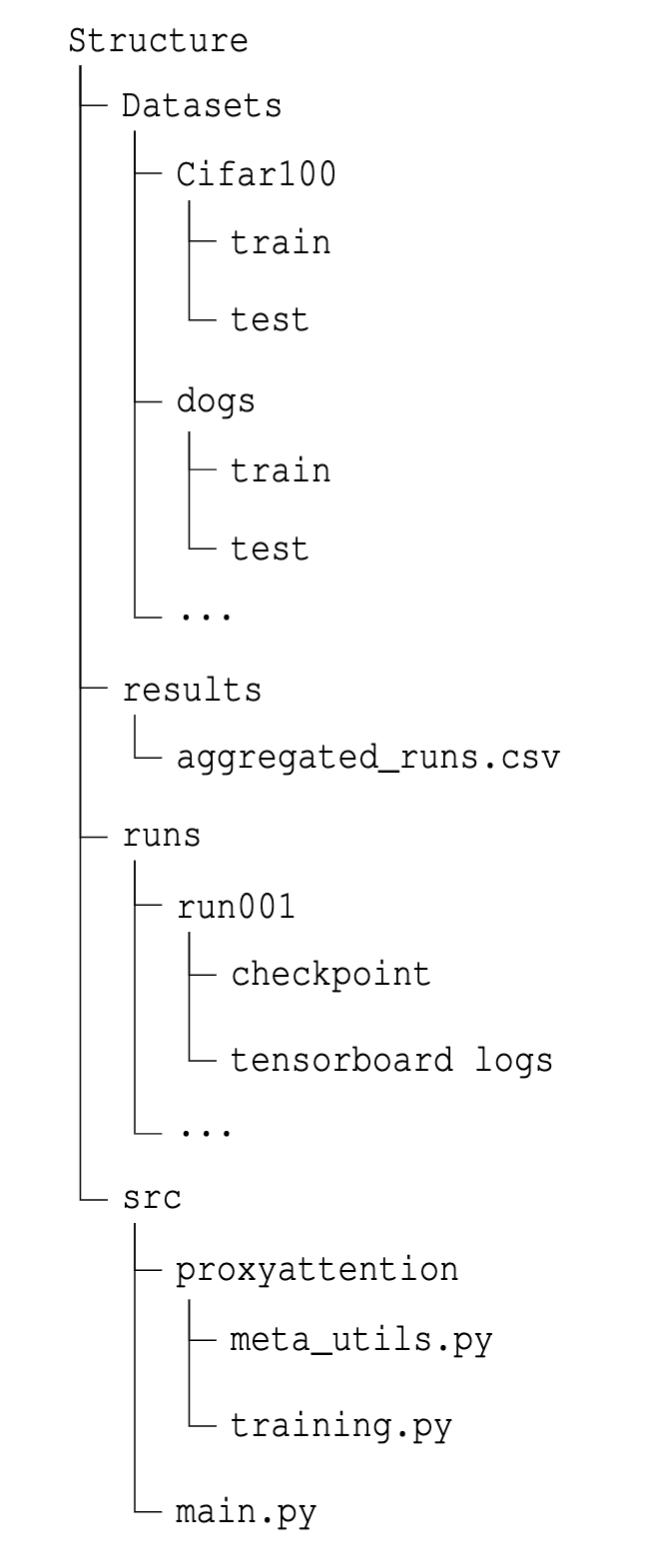 Structure
Datasets
Cifar100
train
test
dogs
train
test
...
results
aggregated_runs.csv
runs
run001
checkpoint
tensorboard logs
...
src
proxyattention
meta_utils.py
training.py
main.py